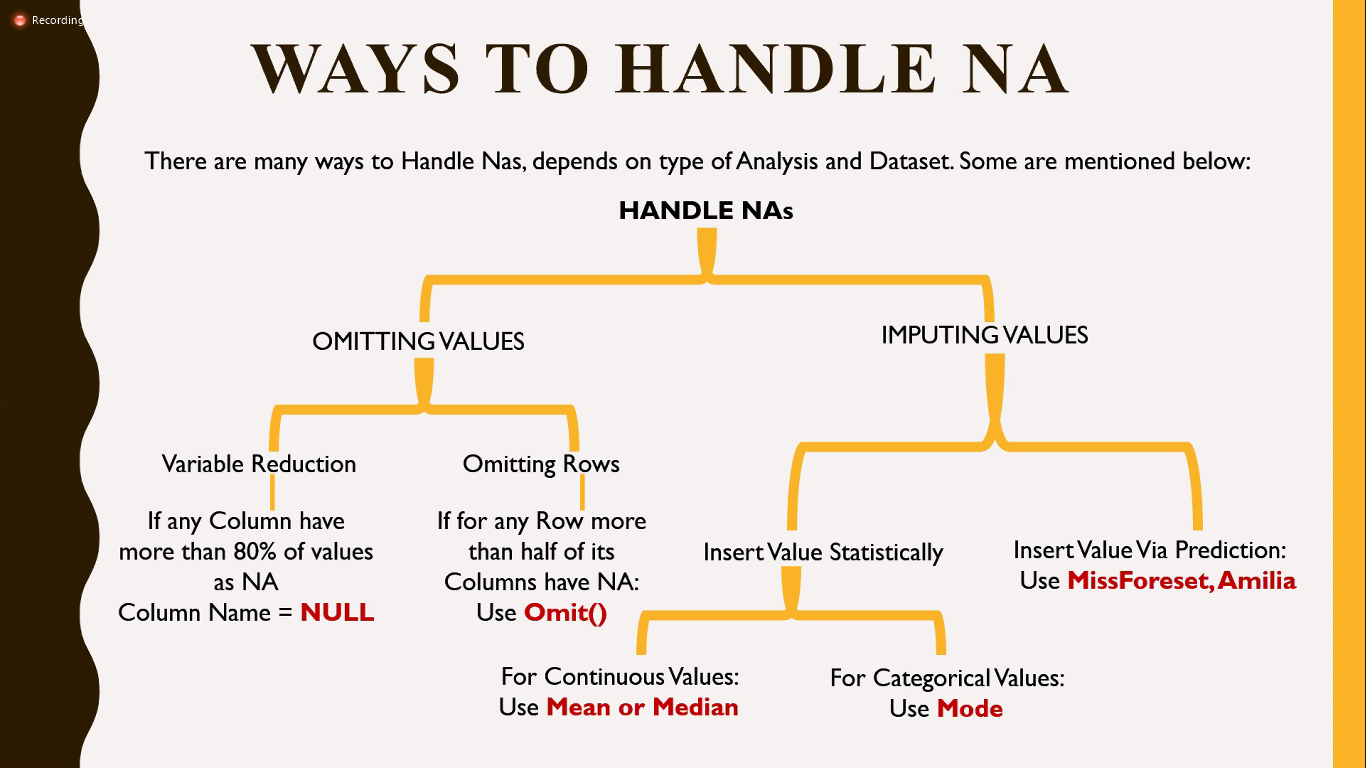 Recording
WAYS TO HANDLE NA
There are many ways to Handle Nas, depends on type of Analysis and Dataset. Some are mentioned below:
HANDLE NAs
OMITTING VALUES
IMPUTING VALUES
Variable Reduction
If any Column have
more than 80% of values
as NA
Column Name = NULL
Omitting Rows
If for any Row more
than half of its
Columns have NA:
Use Omit()
Insert Value Statistically
For Continuous Values:
Use Mean or Median
For Categorical Values:
Use Mode
Insert Value Via Prediction:
Use MissForeset, Amilia